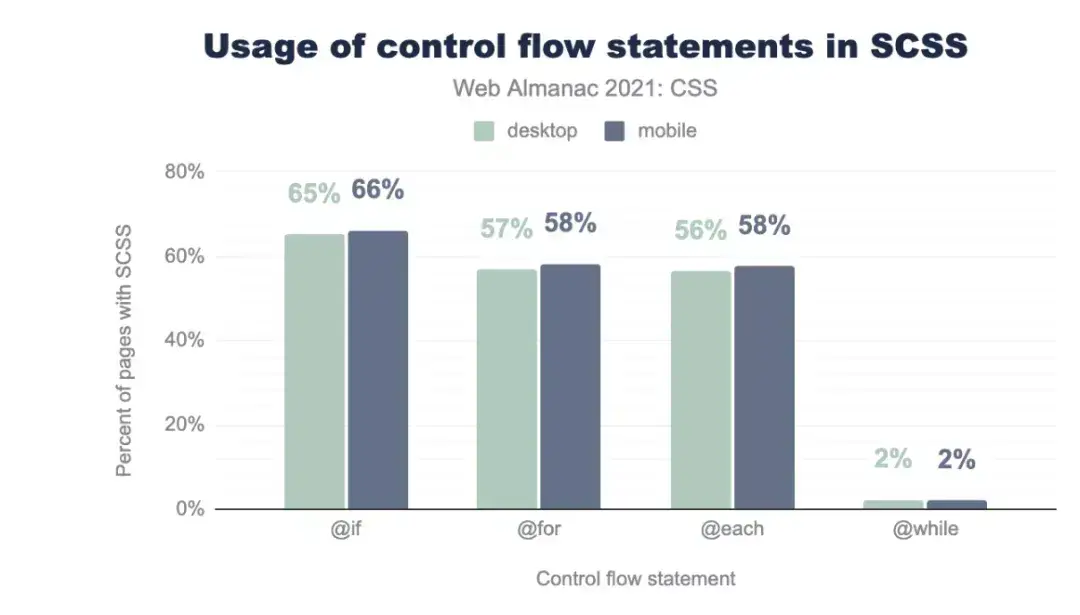 Usage of control flow statements in SCSS
Web Almanac 2021: CSS
desktop mobile
Percent of pages with SCSS
80%
60%
40%
20%
0%
65% 66%
57% 58%
56% 58%
2% 2%
@if @for @each @while
Control flow statement